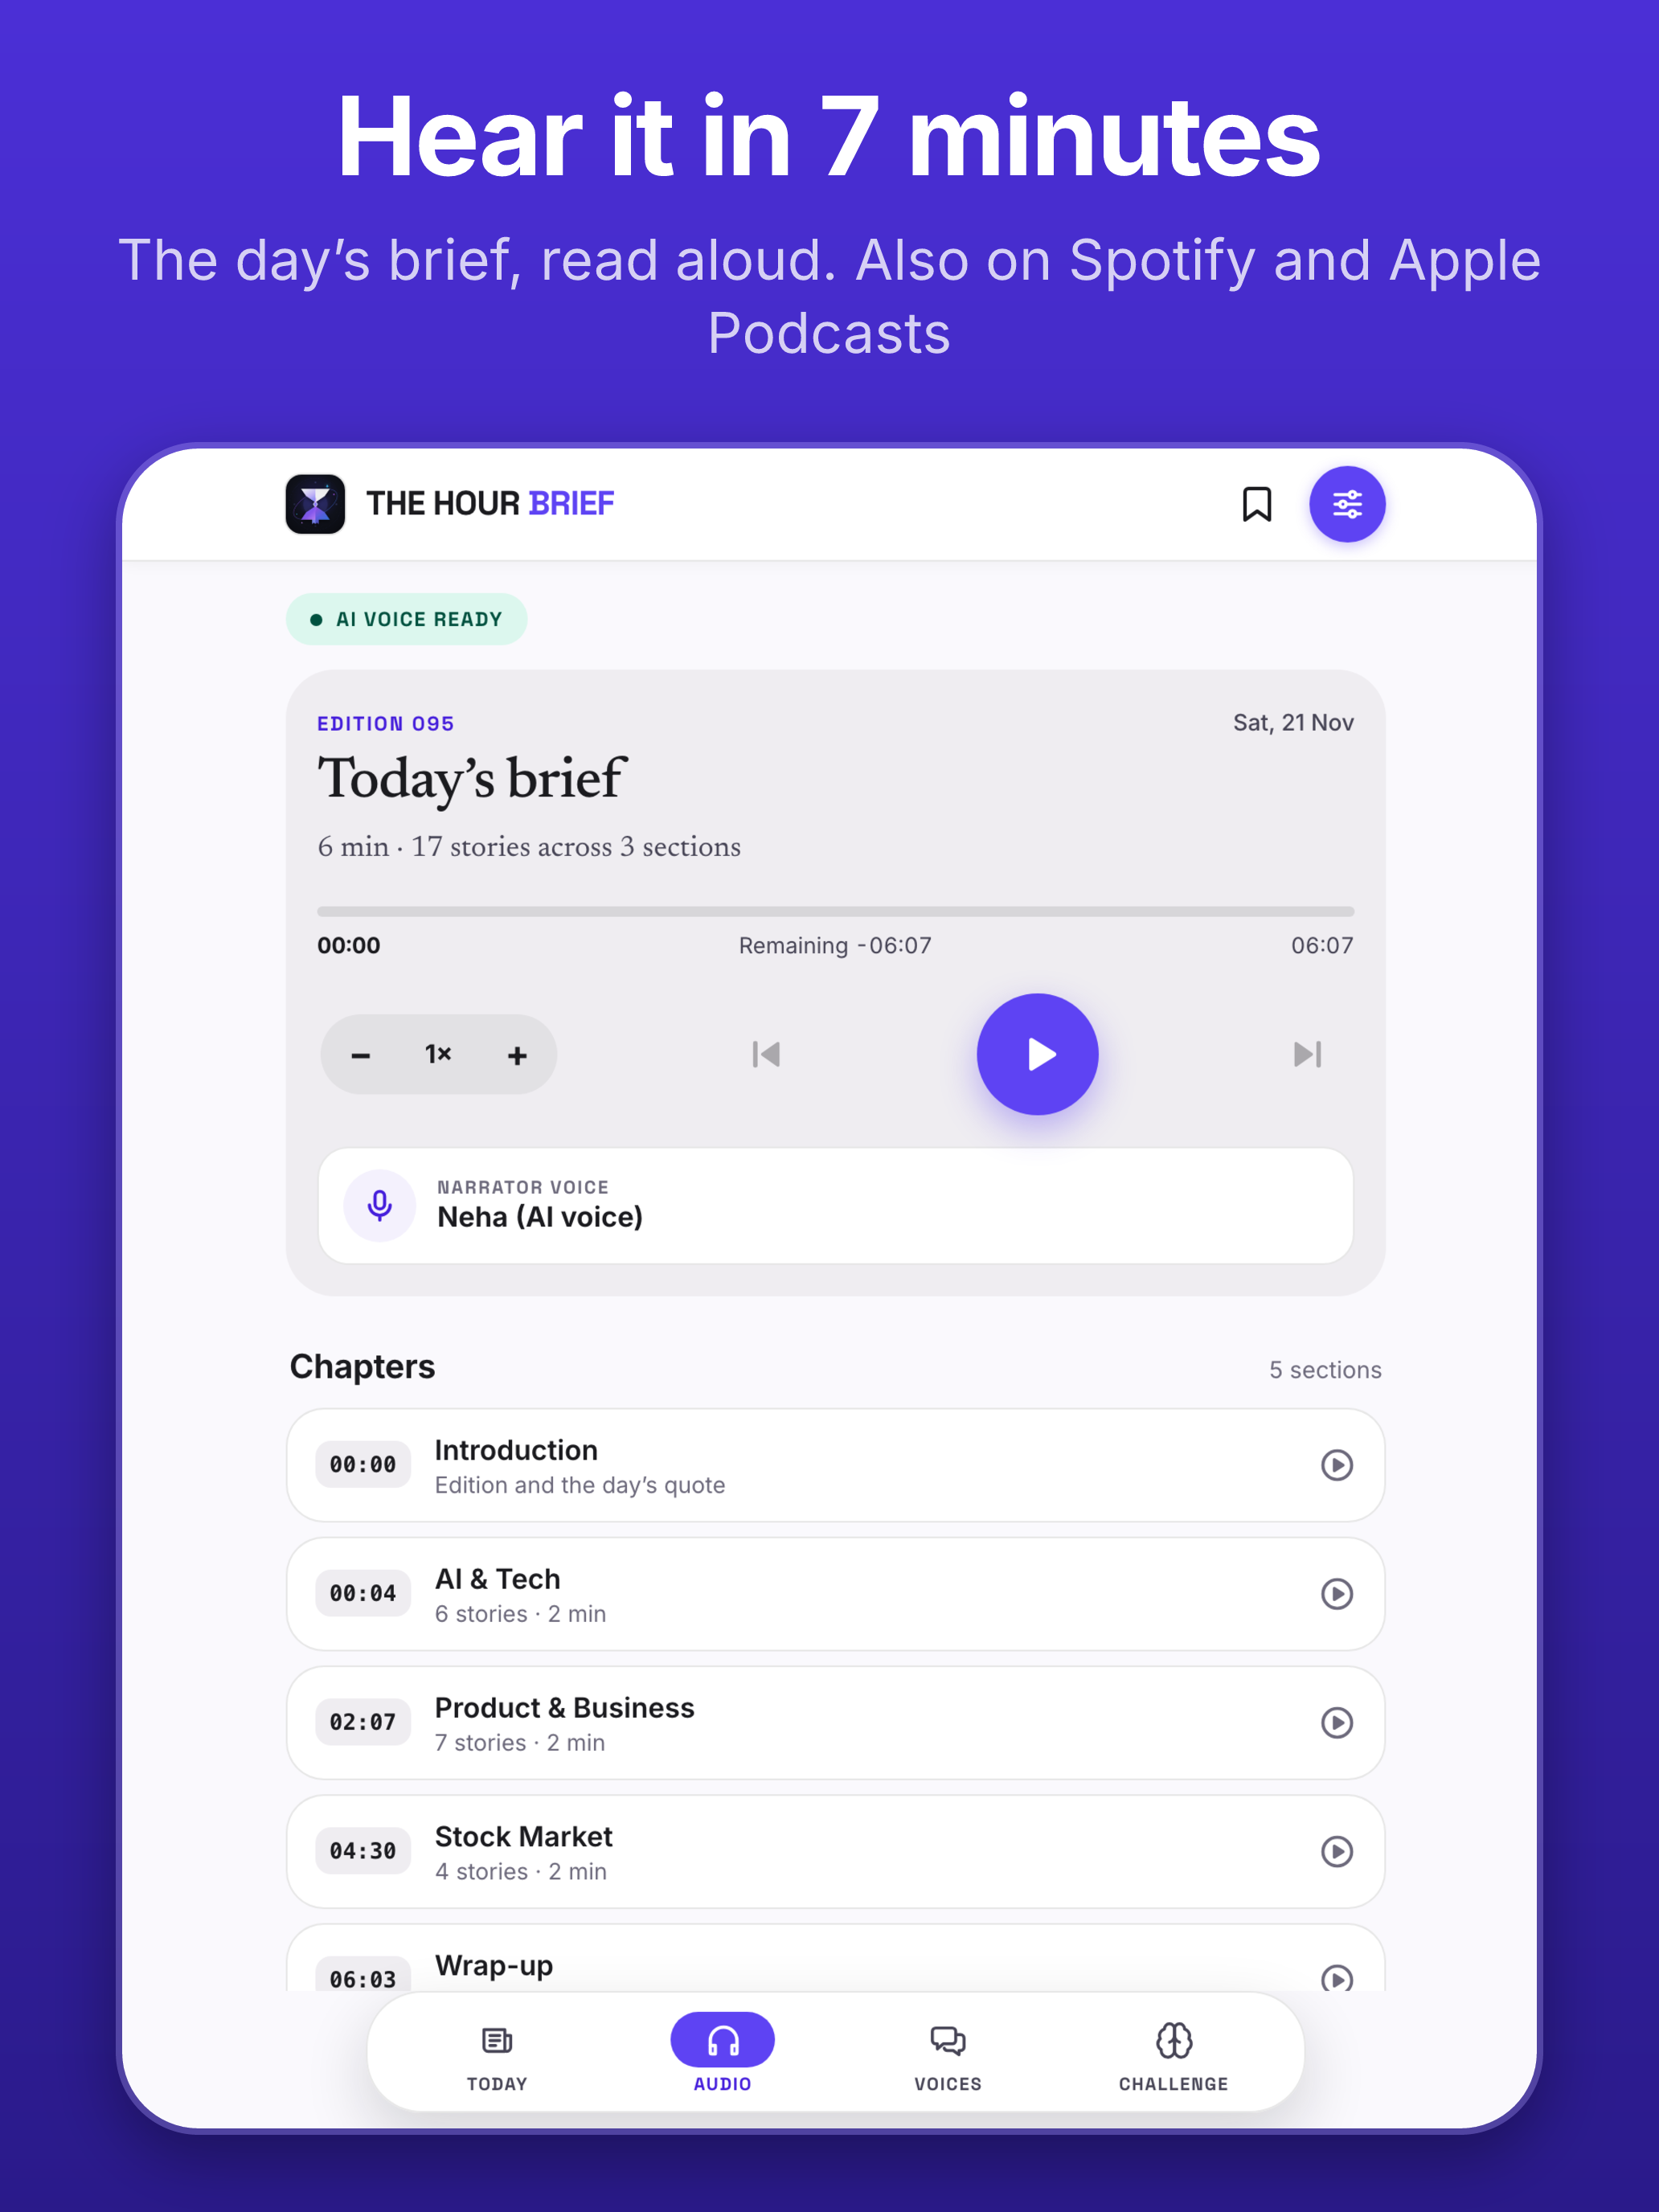 Hear it in 7 minutes
The day’s brief, read aloud. Also on Spotify and Apple
Podcasts
THE HOUR BRIEF
AI VOICE READY
EDITION 095
Sat, 21 Nov
Today’s brief
6 min · 17 stories across 3 sections
00:00
Remaining -06:07
06:07
− 1× +
NARRATOR VOICE
Neha (AI voice)
Chapters
5 sections
00:00
Introduction
Edition and the day’s quote
00:04
AI & Tech
6 stories · 2 min
02:07
Product & Business
7 stories · 2 min
04:30
Stock Market
4 stories · 2 min
06:03
Wrap-up
TODAY
AUDIO
VOICES
CHALLENGE